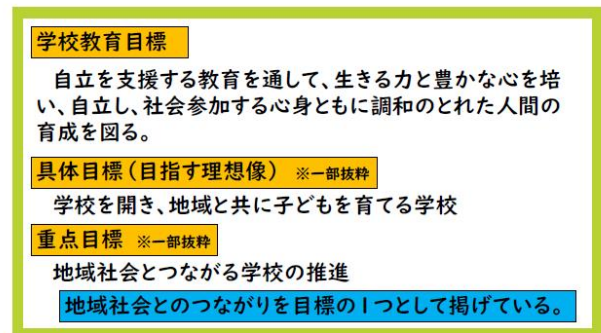 学校教育目標
自立を支援する教育を通して、生きる力と豊かな心を培
い、自立し、社会参加する心身ともに調和のとれた人間の
育成を図る。
具体目標（目指す理想像） ※一部抜粋
学校を開き、地域と共に子どもを育てる学校
重点目標 ※一部抜粋
地域社会とつながる学校の推進
地域社会とのつながりを目標の1つとして掲げている。